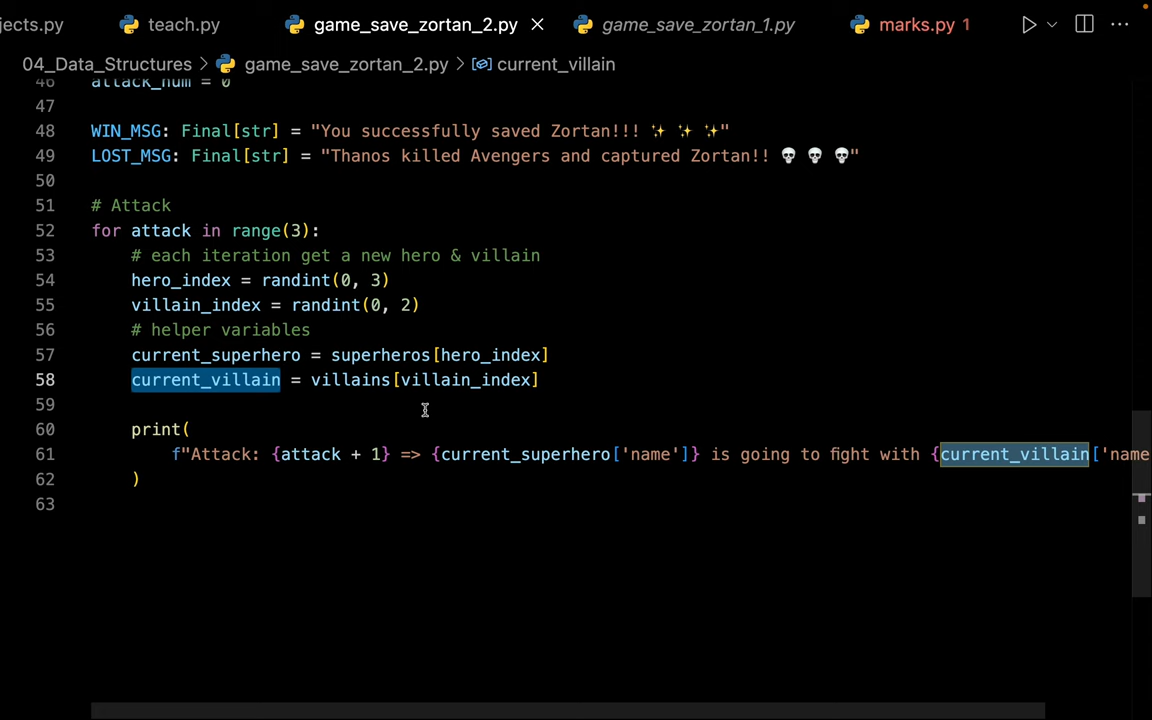 jects.py teach.py game_save_zortan_2.py game_save_zortan_1.py marks.py 1
04_Data_Structures > game_save_zortan_2.py > current_villain
46 attack_num = 0
47
48 WIN_MSG: Final[str] = "You successfully saved Zortan!!! ✨ ✨ ✨"
49 LOST_MSG: Final[str] = "Thanos killed Avengers and captured Zortan!! 💀 💀 💀"
50
51 # Attack
52 for attack in range(3):
53     # each iteration get a new hero & villain
54     hero_index = randint(0, 3)
55     villain_index = randint(0, 2)
56     # helper variables
57     current_superhero = superheros[hero_index]
58     current_villain = villains[villain_index]
59
60     print(
61         f"Attack: {attack + 1} => {current_superhero['name']} is going to fight with {current_villain['name
62     )
63